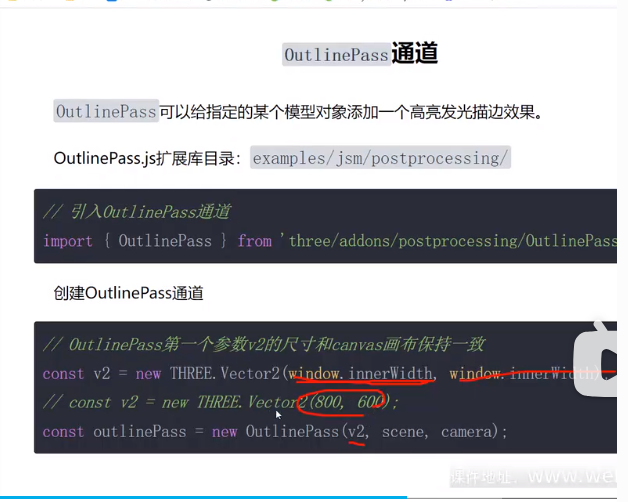 OutlinePass通道
OutlinePass可以给指定的某个模型对象添加一个高亮发光描边效果。
OutlinePass.js扩展库目录：examples/jsm/postprocessing/
// 引入OutlinePass通道
import { OutlinePass } from 'three/addons/postprocessing/OutlinePass
创建OutlinePass通道
// OutlinePass第一个参数v2的尺寸和canvas画布保持一致
const v2 = new THREE.Vector2(window.innerWidth, window.innerWidth);
// const v2 = new THREE.Vector2(800, 600);
const outlinePass = new OutlinePass(v2, scene, camera);
课件地址：www.we